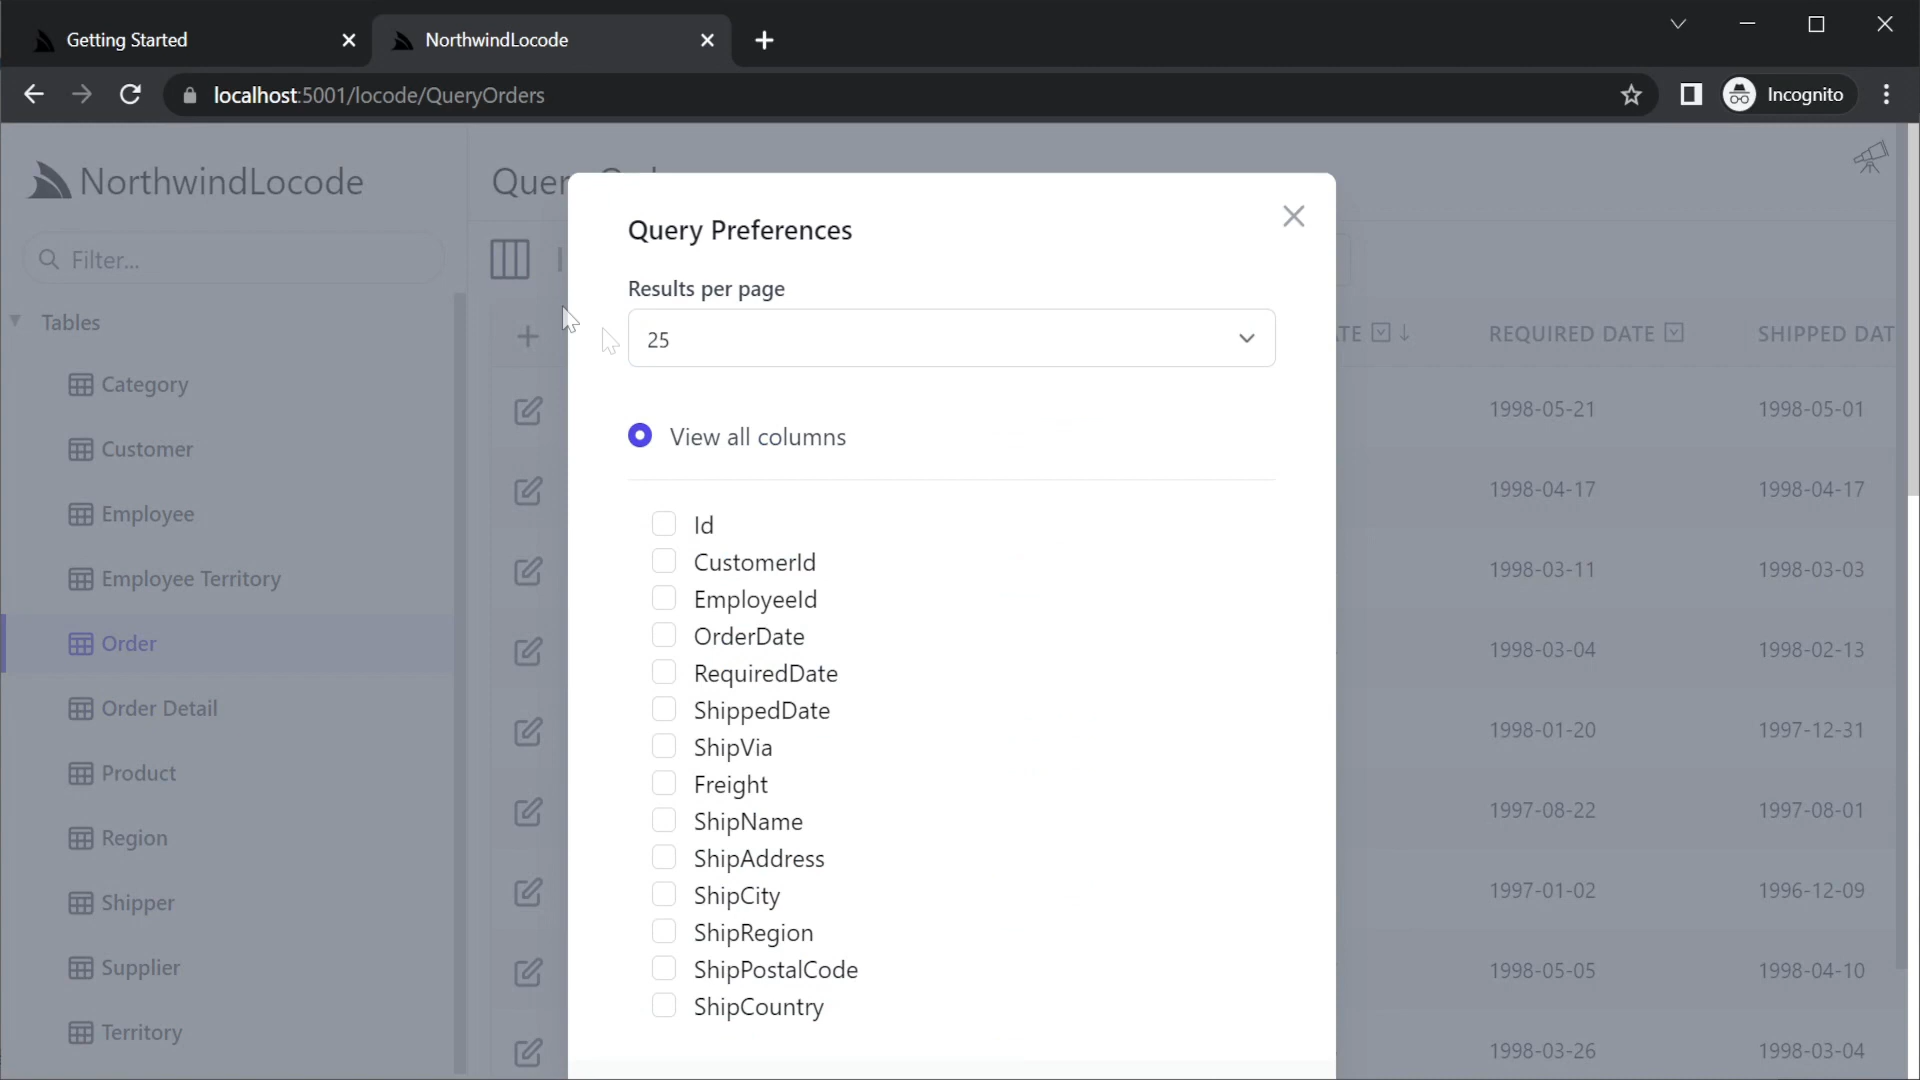 Getting Started
NorthwindLocode
localhost:5001/locode/QueryOrders
Incognito
NorthwindLocode
Filter...
Tables
Category
Customer
Employee
Employee Territory
Order
Order Detail
Product
Region
Shipper
Supplier
Territory
Query Preferences
Results per page
25
View all columns
Id
CustomerId
EmployeeId
OrderDate
RequiredDate
ShippedDate
ShipVia
Freight
ShipName
ShipAddress
ShipCity
ShipRegion
ShipPostalCode
ShipCountry
REQUIRED DATE SHIPPED DAT
1998-05-21 1998-05-01
1998-04-17 1998-04-17
1998-03-11 1998-03-03
1998-03-04 1998-02-13
1998-01-20 1997-12-31
1997-08-22 1997-08-01
1997-01-02 1996-12-09
1998-05-05 1998-04-10
1998-03-26 1998-03-04